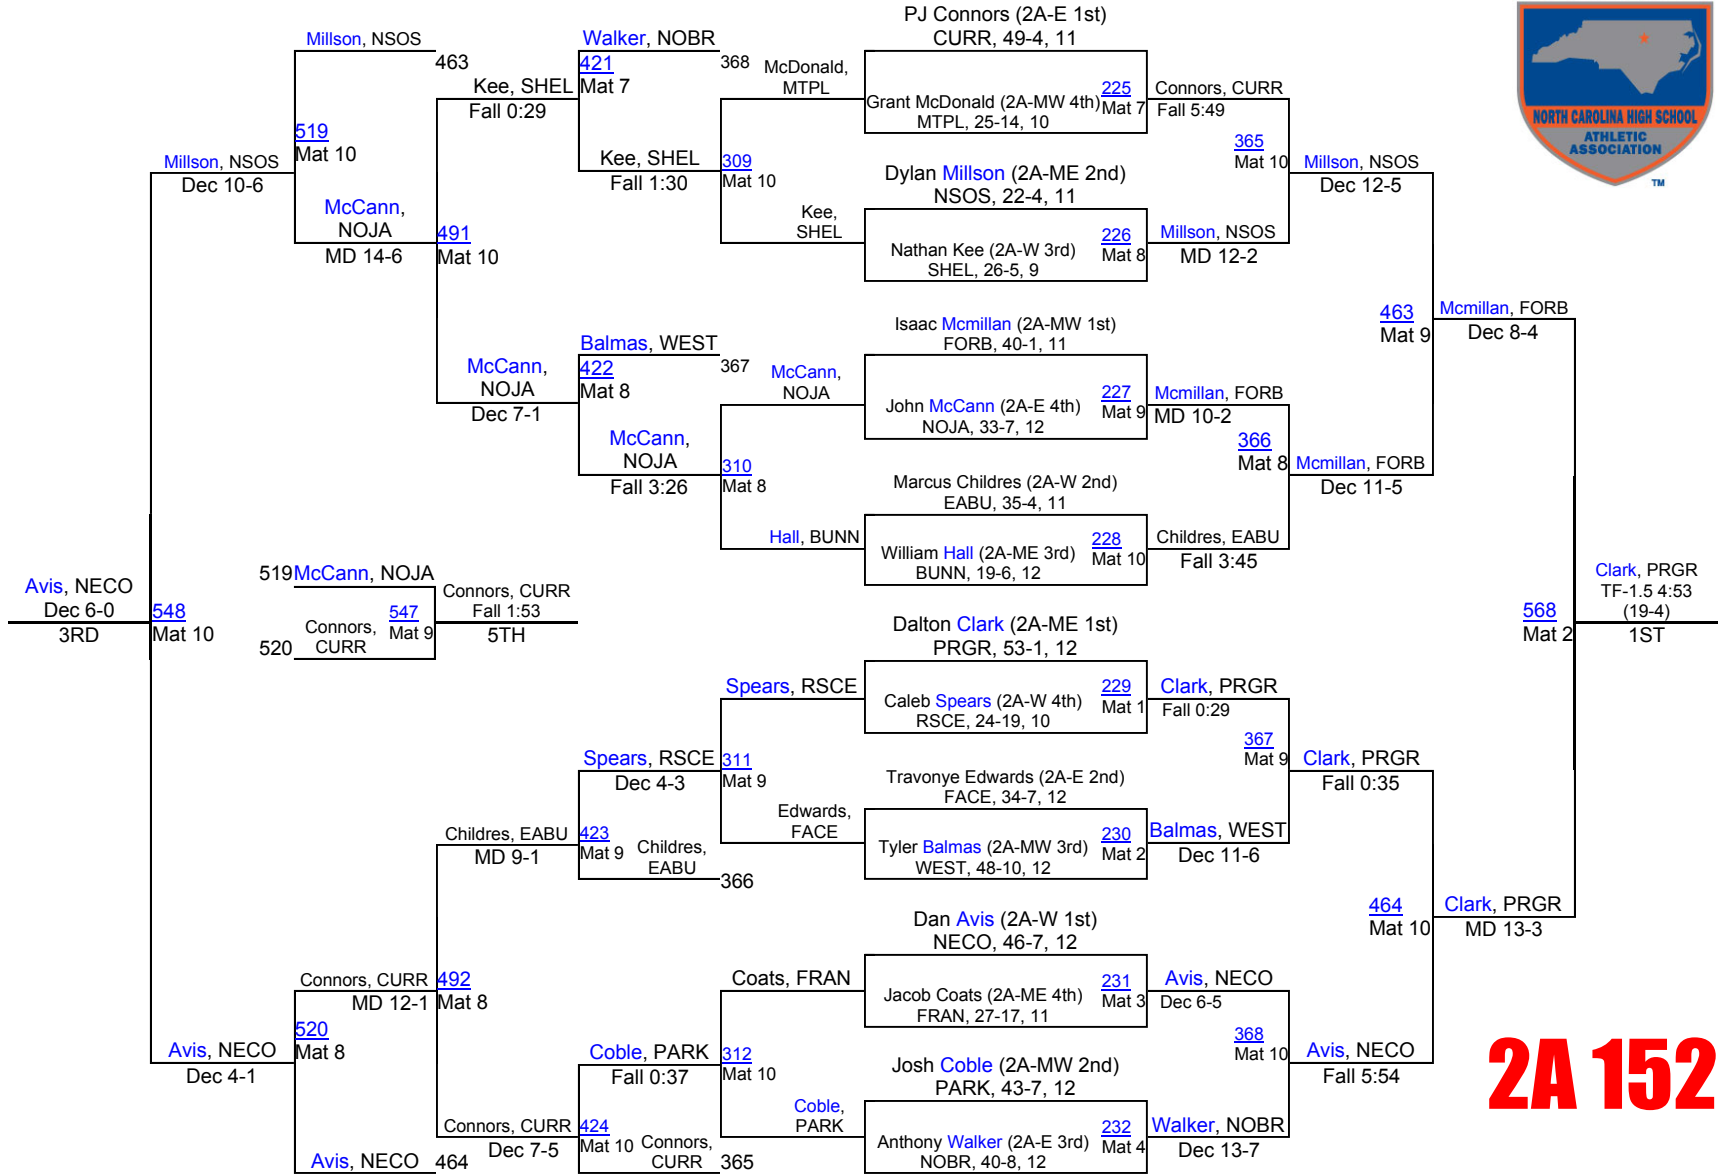 PJ Connors (2A-E 1st)
CURR, 49-4, 11
Millson, NSOS
463
Walker, NOBR
421
Mat 7
368
McDonald,
MTPL
Kee, SHEL
Fall 0:29
Grant McDonald (2A-MW 4th)
MTPL, 25-14, 10
225
Mat 7
Connors, CURR
Fall 5:49
NORTH CAROLINA HIGH SCHOOL
ATHLETIC
ASSOCIATION
TM
519
Mat 10
Millson, NSOS
Dec 10-6
Kee, SHEL
Fall 1:30
309
Mat 10
Dylan Millson (2A-ME 2nd)
NSOS, 22-4, 11
365
Mat 10
Millson, NSOS
Dec 12-5
McCann,
NOJA
MD 14-6
491
Mat 10
Kee,
SHEL
Nathan Kee (2A-W 3rd)
SHEL, 26-5, 9
226
Mat 8
Millson, NSOS
MD 12-2
Isaac Mcmillan (2A-MW 1st)
FORB, 40-1, 11
463
Mat 9
Mcmillan, FORB
Dec 8-4
Balmas, WEST
422
Mat 8
367
McCann,
NOJA
Dec 7-1
McCann,
NOJA
John McCann (2A-E 4th)
NOJA, 33-7, 12
227
Mat 9
Mcmillan, FORB
MD 10-2
McCann,
NOJA
Fall 3:26
310
Mat 8
366
Mat 8
Mcmillan, FORB
Dec 11-5
Marcus Childres (2A-W 2nd)
EABU, 35-4, 11
Hall, BUNN
William Hall (2A-ME 3rd)
BUNN, 19-6, 12
228
Mat 10
Childres, EABU
Fall 3:45
Avis, NECO
Dec 6-0
3RD
548
Mat 10
519
McCann, NOJA
520
Connors,
CURR
547
Mat 9
Connors, CURR
Fall 1:53
5TH
Dalton Clark (2A-ME 1st)
PRGR, 53-1, 12
568
Mat 2
Clark, PRGR
TF-1.5 4:53
(19-4)
1ST
Spears, RSCE
Caleb Spears (2A-W 4th)
RSCE, 24-19, 10
229
Mat 1
Clark, PRGR
Fall 0:29
Spears, RSCE
Dec 4-3
311
Mat 9
367
Mat 9
Clark, PRGR
Fall 0:35
Travonye Edwards (2A-E 2nd)
FACE, 34-7, 12
Edwards,
FACE
Tyler Balmas (2A-MW 3rd)
WEST, 48-10, 12
230
Mat 2
Balmas, WEST
Dec 11-6
Childres, EABU
MD 9-1
423
Mat 9
Childres,
EABU
366
Dan Avis (2A-W 1st)
NECO, 46-7, 12
464
Mat 10
Clark, PRGR
MD 13-3
Connors, CURR
MD 12-1
492
Mat 8
Coats, FRAN
Jacob Coats (2A-ME 4th)
FRAN, 27-17, 11
231
Mat 3
Avis, NECO
Dec 6-5
520
Mat 8
Avis, NECO
Dec 4-1
Coble, PARK
Fall 0:37
312
Mat 10
Josh Coble (2A-MW 2nd)
PARK, 43-7, 12
368
Mat 10
Avis, NECO
Fall 5:54
2A 152
Coble,
PARK
Anthony Walker (2A-E 3rd)
NOBR, 40-8, 12
232
Mat 4
Walker, NOBR
Dec 13-7
Connors, CURR
Dec 7-5
424
Mat 10
Connors,
CURR
365
Avis, NECO
464